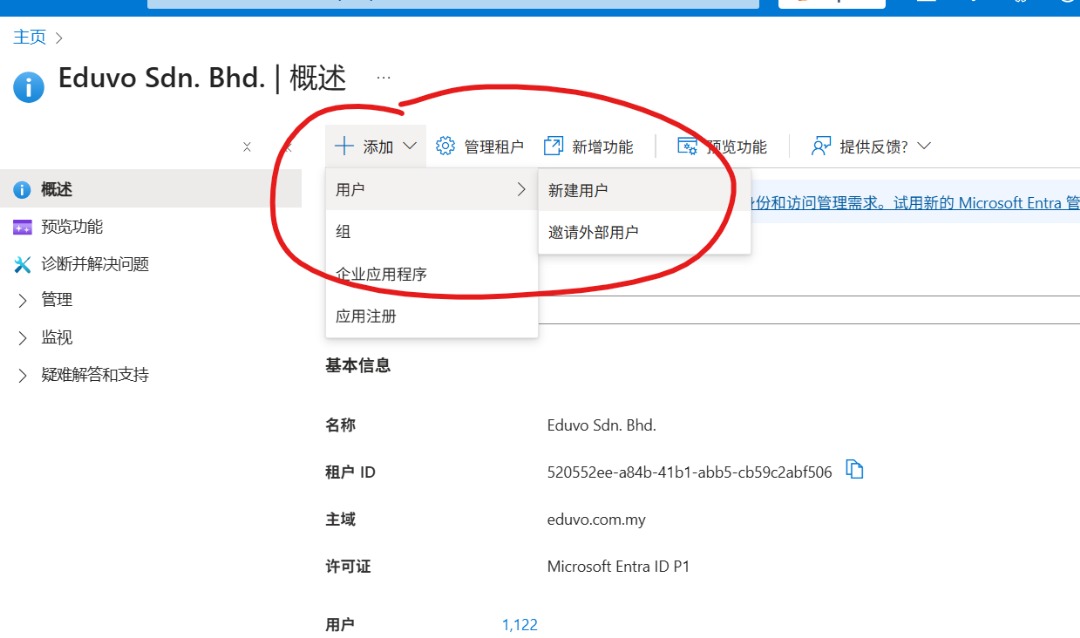 主页
Eduvo Sdn. Bhd. | 概述 ...
添加 管理租户 新增功能 预览功能 提供反馈?
概述
用户 新建用户
份和访问管理需求。试用新的 Microsoft Entra 管
预览功能
组 邀请外部用户
诊断并解决问题
企业应用程序
管理
应用注册
监视
疑难解答和支持
基本信息
名称 Eduvo Sdn. Bhd.
租户 ID 520552ee-a84b-41b1-abb5-cb59c2abf506
主域 eduvo.com.my
许可证 Microsoft Entra ID P1
用户 1,122